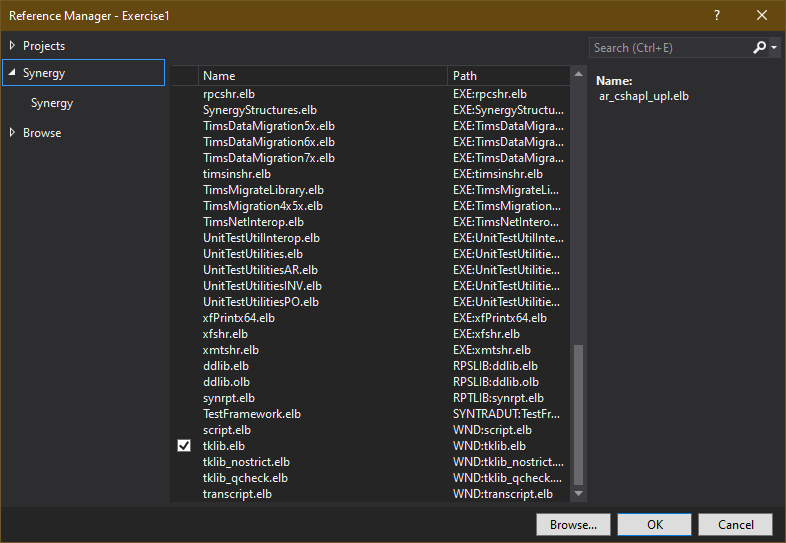 Reference Manager - Exercise1
Projects
Synergy
Synergy
Browse
Search (Ctrl+E)
Name Path
rpcshr.elb EXE:rpcshr.elb
SynergyStructures.elb EXE:SynergyStructu...
TimsDataMigration5x.elb EXE:TimsDataMigra...
TimsDataMigration6x.elb EXE:TimsDataMigra...
TimsDataMigration7x.elb EXE:TimsDataMigra...
timsinshr.elb EXE:timsinshr.elb
TimsMigrateLibrary.elb EXE:TimsMigrateLi...
TimsMigration4x5x.elb EXE:TimsMigration...
TimsNetInterop.elb EXE:TimsNetIntero...
UnitTestUtilInterop.elb EXE:UnitTestUtilInte...
UnitTestUtilities.elb EXE:UnitTestUtilitie...
UnitTestUtilitiesAR.elb EXE:UnitTestUtilitie...
UnitTestUtilitiesINV.elb EXE:UnitTestUtilitie...
UnitTestUtilitiesPO.elb EXE:UnitTestUtilitie...
xfPrintx64.elb EXE:xfPrintx64.elb
xfshr.elb EXE:xfshr.elb
xmtshr.elb EXE:xmtshr.elb
ddlib.elb RPSLIB:ddlib.elb
ddlib.olb RPSLIB:ddlib.olb
synrpt.elb RPTLIB:synrpt.elb
TestFramework.elb SYNTRADUT:TestFr...
script.elb WND:script.elb
tklib.elb WND:tklib.elb
tklib_nostrict.elb WND:tklib_nostrict....
tklib_qcheck.elb WND:tklib_qcheck....
transcript.elb WND:transcript.elb
Name:
ar_cshapl_upl.elb
Browse... OK Cancel